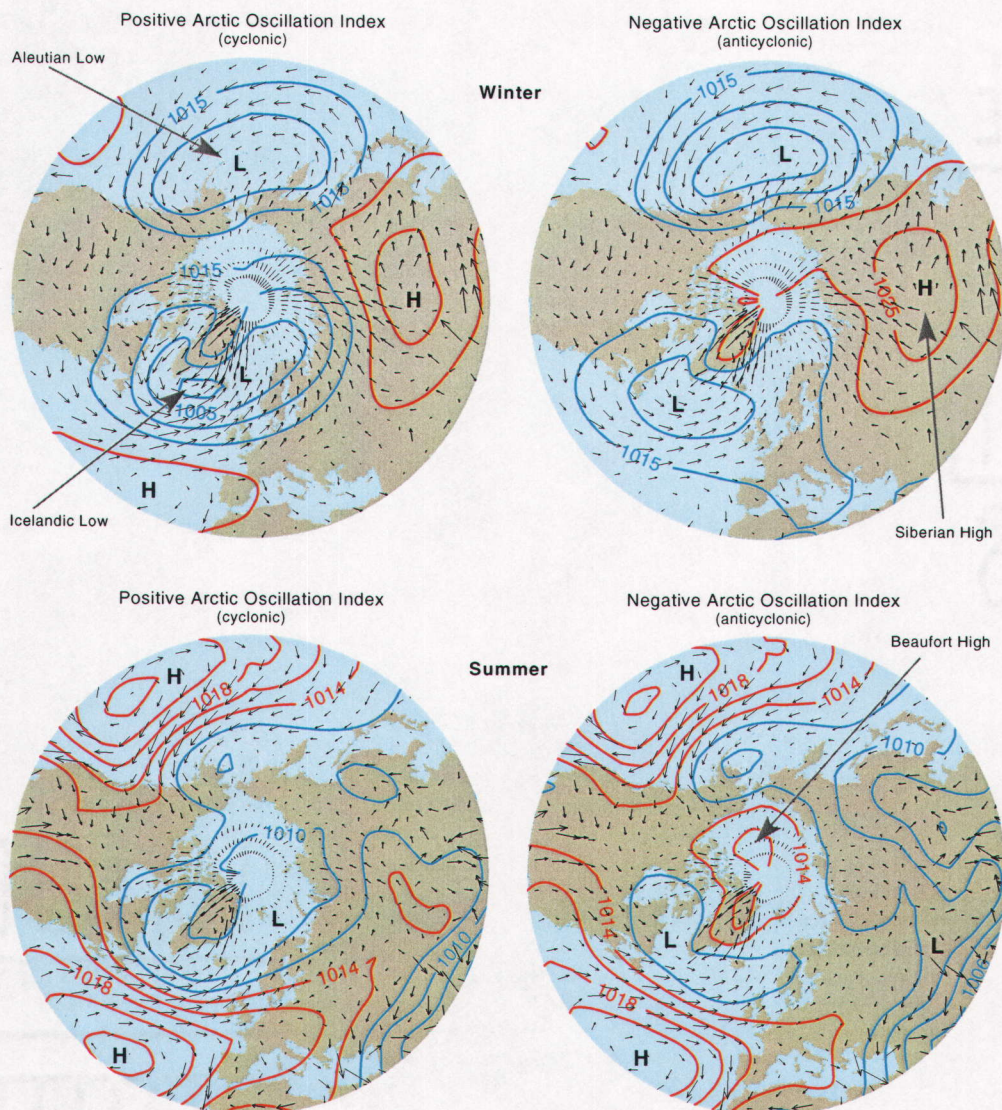 Positive Arctic Oscillation Index
(cyclonic)
Negative Arctic Oscillation Index
(anticyclonic)
Aleutian Low
Winter
1015
L
1018
1015
H
L
1005
H
Icelandic Low
1015
L
1015
1025
H
L
1015
Siberian High
Positive Arctic Oscillation Index
(cyclonic)
Negative Arctic Oscillation Index
(anticyclonic)
Beaufort High
Summer
H
1018
1014
1010
L
1010
1018
1014
H
H
1018
1014
1010
1014
1014
L
L
1006
1018
H